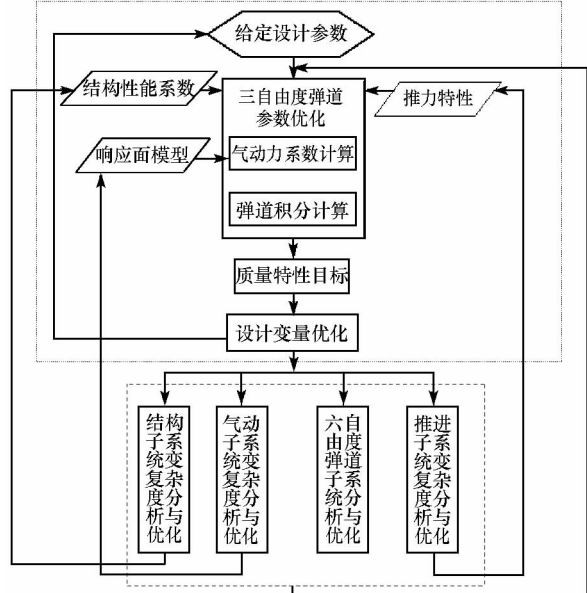 给定设计参数
结构性能系数
三自由度弹道
参数优化
推力特性
响应面模型
气动力系数计算
弹道积分计算
质量特性目标
设计变量优化
结构
子系
统变
复杂
度分
析与
优化
气动
子系
统变
复杂
度分
析与
优化
六自
由度
弹道
子系
统分
析与
优化
推进
子系
统变
复杂
度分
析与
优化